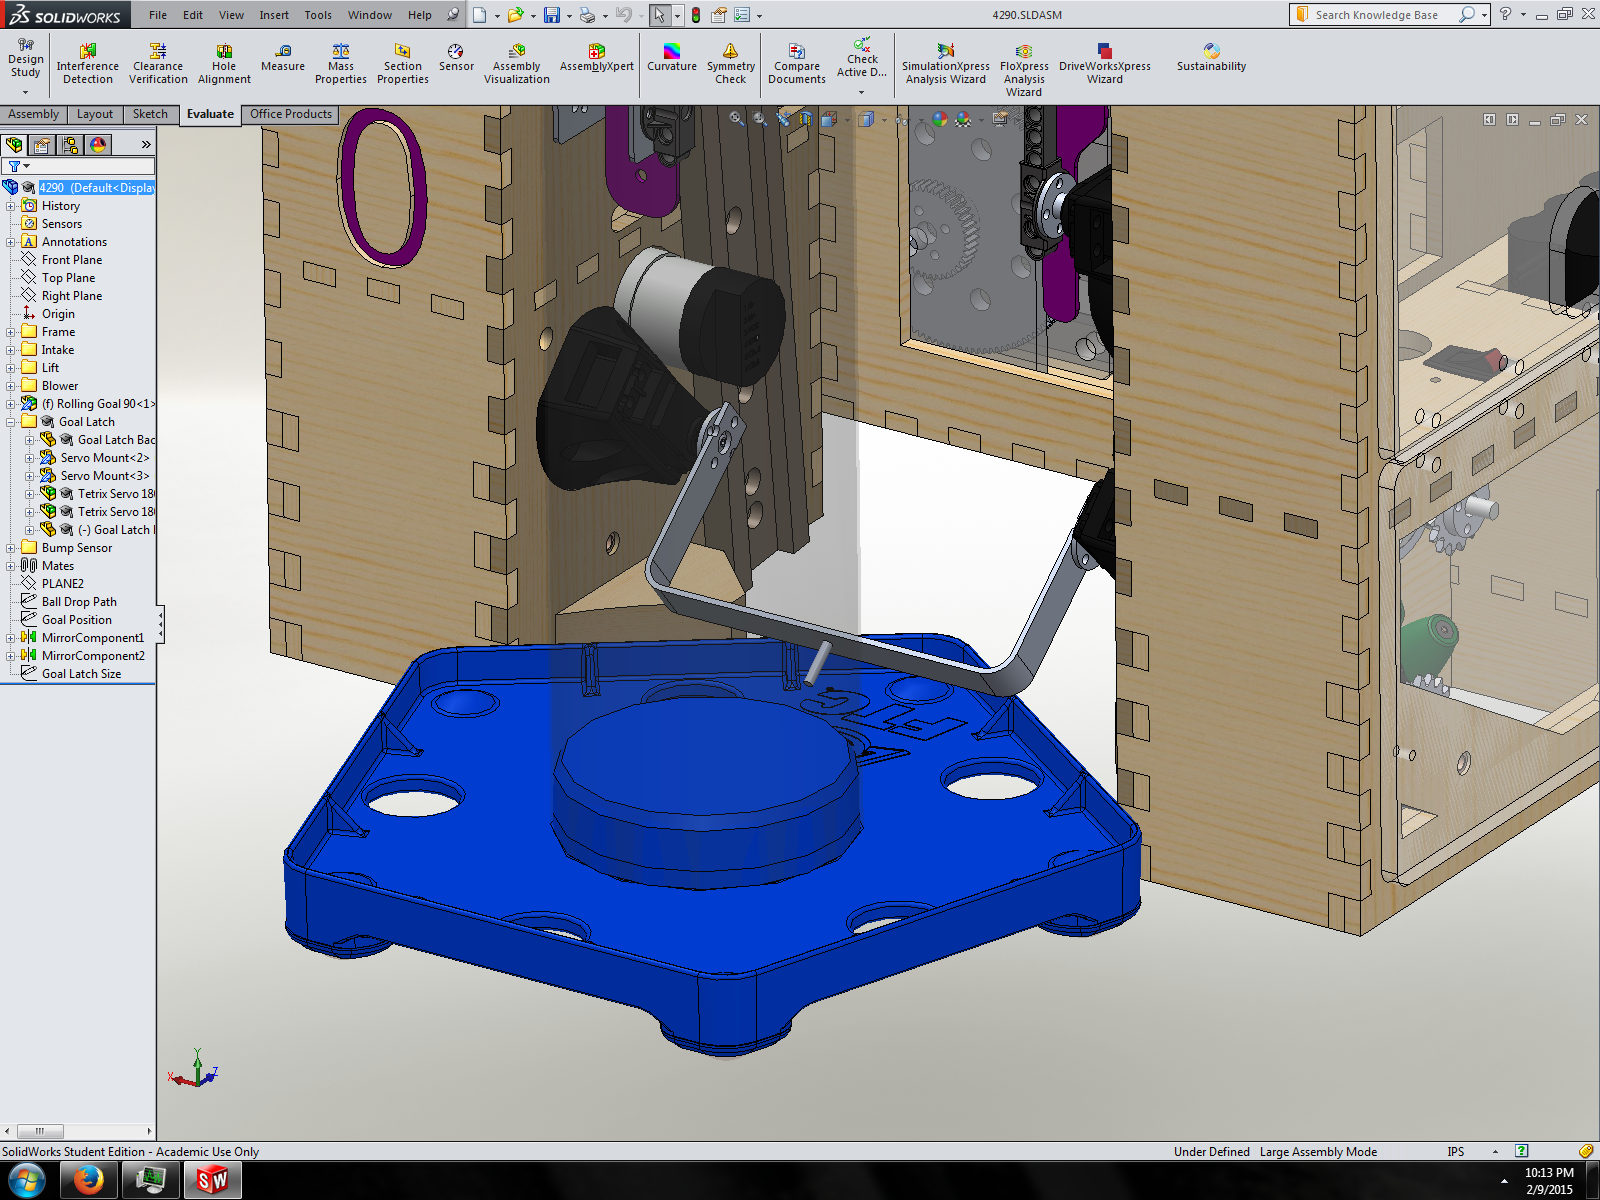 SOLIDWORKS
File Edit View Insert Tools Window Help
4290.SLDASM
Search Knowledge Base
Design Study
Interference Detection
Clearance Verification
Hole Alignment
Measure
Mass Properties
Section Properties
Sensor
Assembly Visualization
AssemblyXpert
Curvature
Symmetry Check
Compare Documents
Check Active D...
SimulationXpress Analysis Wizard
FloXpress Analysis Wizard
DriveWorksXpress Wizard
Sustainability
Assembly Layout Sketch Evaluate Office Products
4290 (Default<Display
History
Sensors
Annotations
Front Plane
Top Plane
Right Plane
Origin
Frame
Intake
Lift
Blower
(f) Rolling Goal 90<1>
Goal Latch
Goal Latch Bac
Servo Mount<2>
Servo Mount<3>
Tetrix Servo 180
Tetrix Servo 180
(-) Goal Latch
Bump Sensor
Mates
PLANE2
Ball Drop Path
Goal Position
MirrorComponent1
MirrorComponent2
Goal Latch Size
Y
X
Z
SolidWorks Student Edition - Academic Use Only
Under Defined Large Assembly Mode IPS
SW
10:13 PM
2/9/2015